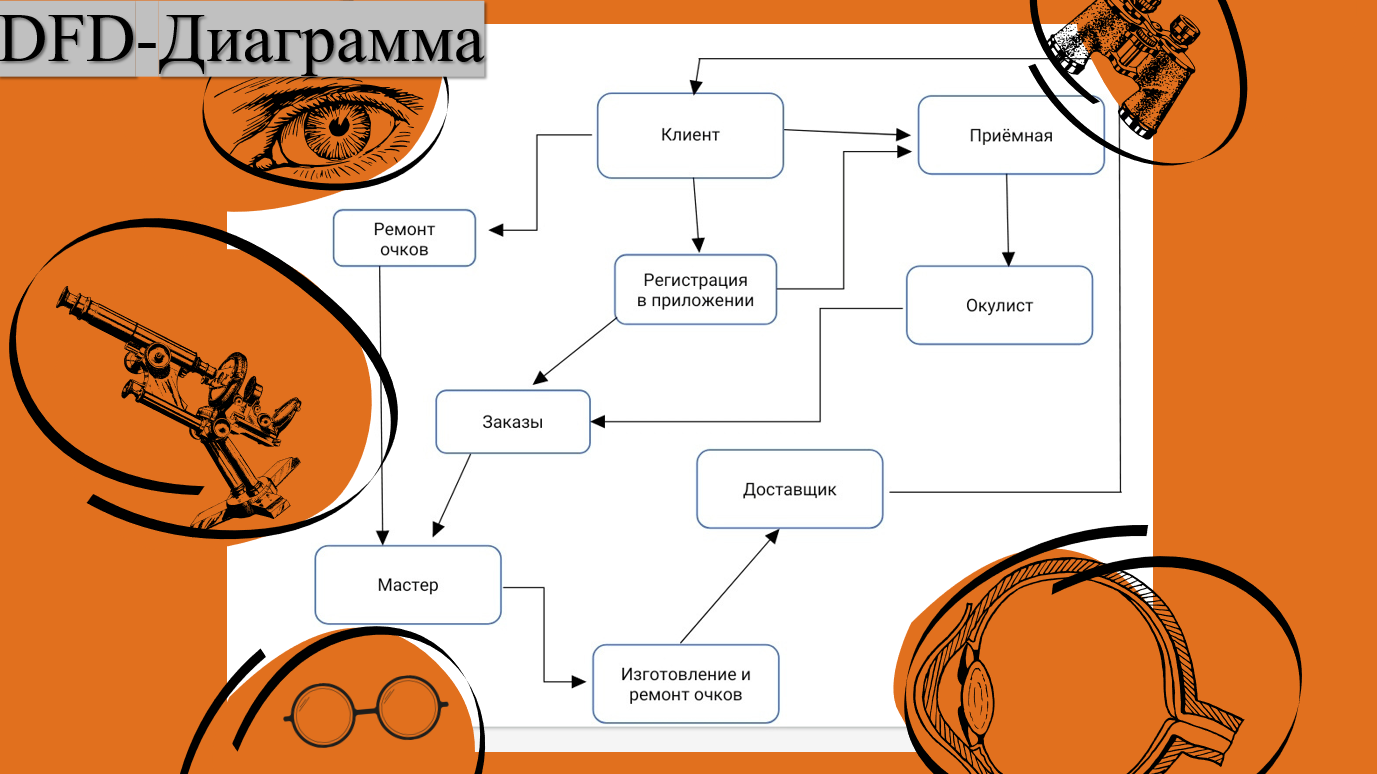 DFD-Диаграмма
Клиент
Приёмная
Ремонт
очков
Регистрация
в приложении
Окулист
Заказы
Доставщик
Мастер
Изготовление и
ремонт очков